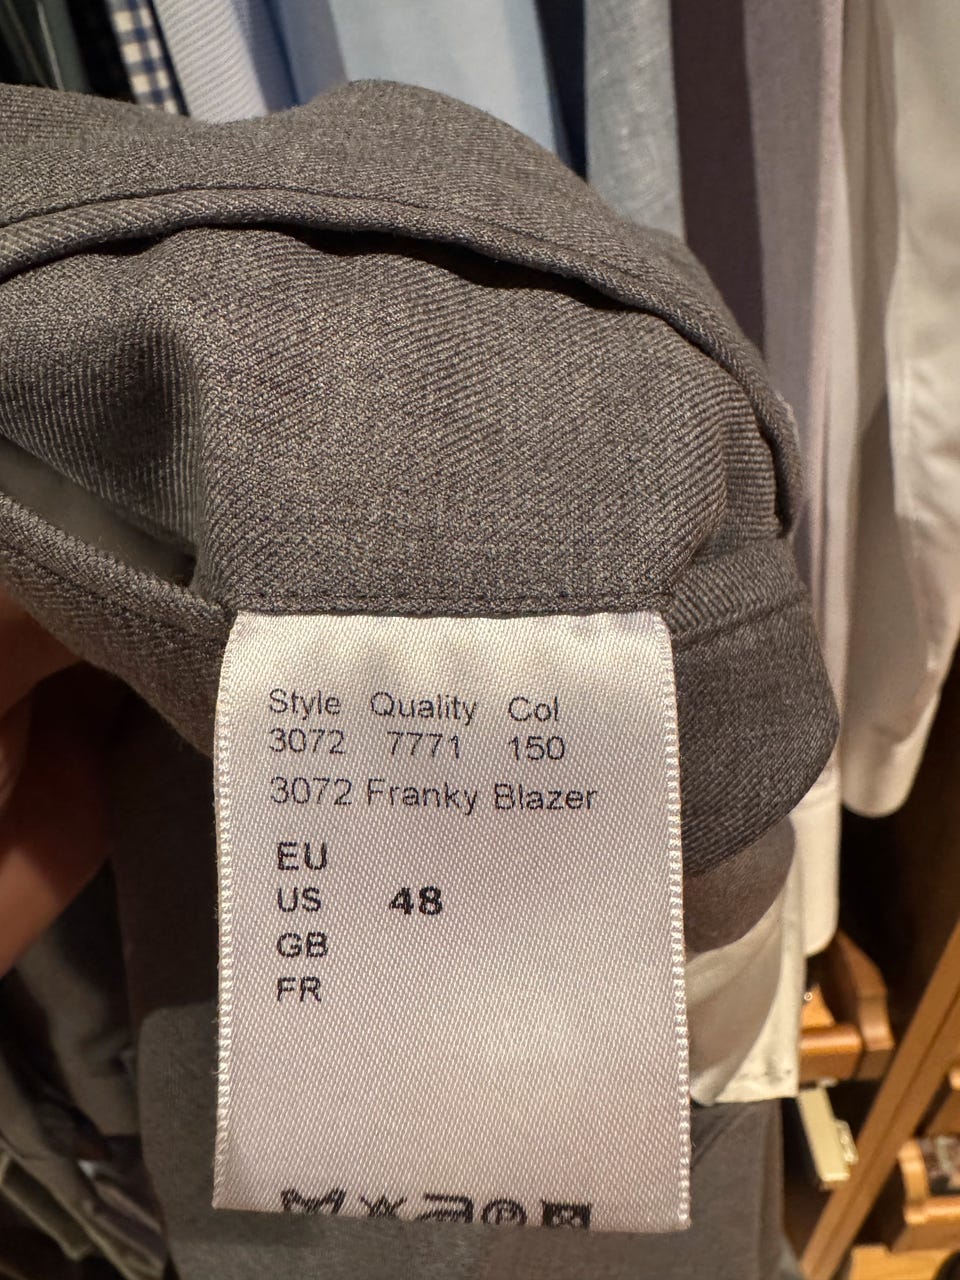 Style Quality Col
3072 7771 150
3072 Franky Blazer
EU
US 48
GB
FR